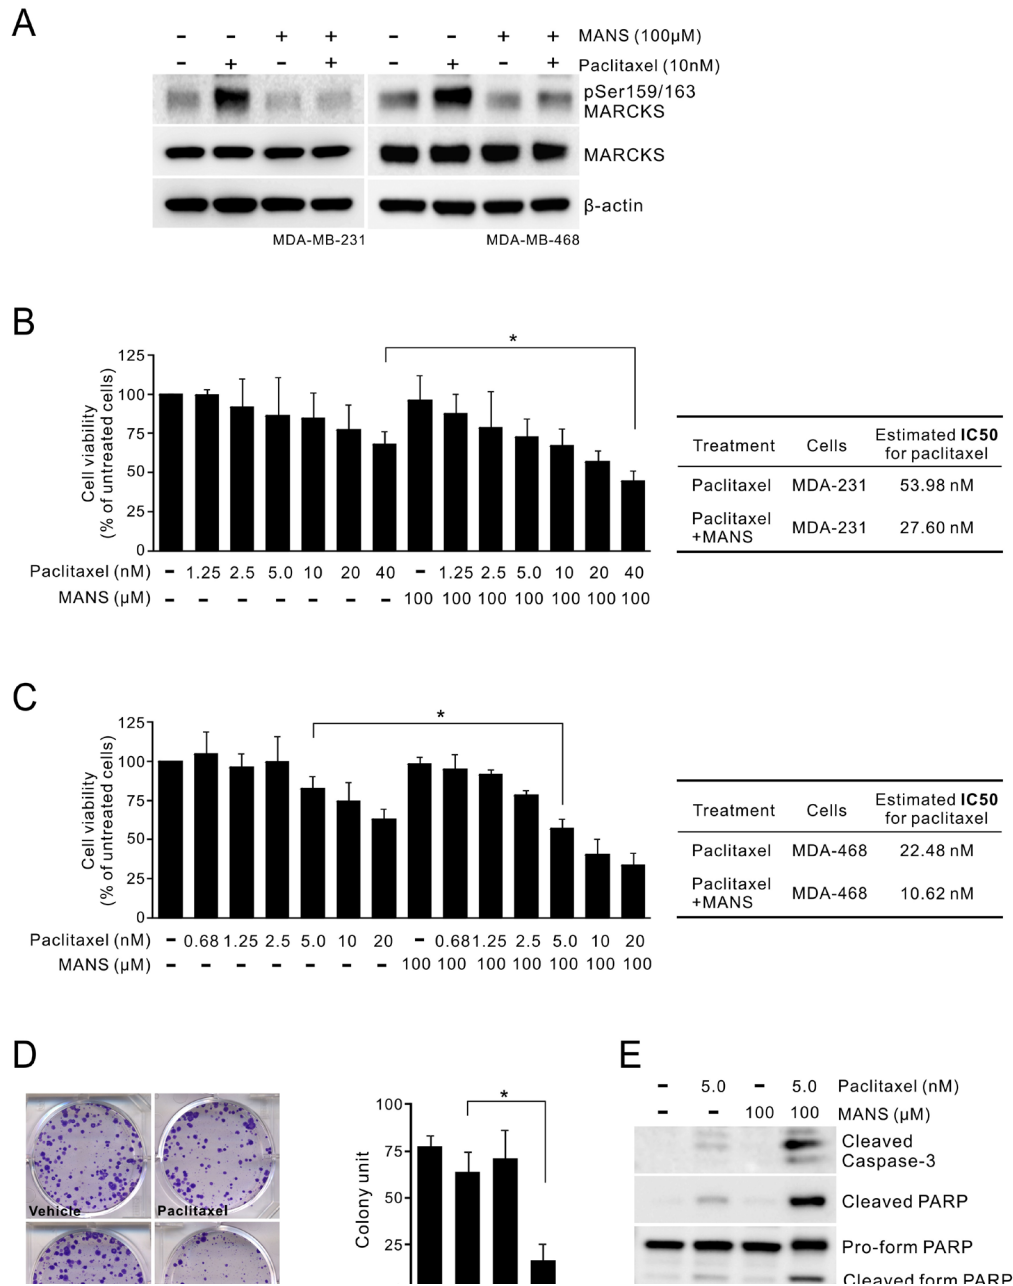 A
- - + + - - + + MANS (100μM)
- + - + - + - + Paclitaxel (10nM)
pSer159/163
MARCKS
MARCKS
β-actin
MDA-MB-231 MDA-MB-468
B
*
Cell viability
(% of untreated cells)
125
100
75
50
25
0
Paclitaxel (nM) - 1.25 2.5 5.0 10 20 40 - 1.25 2.5 5.0 10 20 40
MANS (μM) - - - - - - - 100 100 100 100 100 100 100
Treatment Cells Estimated IC50
for paclitaxel
Paclitaxel MDA-231 53.98 nM
Paclitaxel
+MANS MDA-231 27.60 nM
C
*
Cell viability
(% of untreated cells)
125
100
75
50
25
0
Paclitaxel (nM) - 0.68 1.25 2.5 5.0 10 20 - 0.68 1.25 2.5 5.0 10 20
MANS (μM) - - - - - - - 100 100 100 100 100 100 100
Treatment Cells Estimated IC50
for paclitaxel
Paclitaxel MDA-468 22.48 nM
Paclitaxel
+MANS MDA-468 10.62 nM
D
Vehicle Paclitaxel
*
Colony unit
100
75
50
25
E
- 5.0 - 5.0 Paclitaxel (nM)
- - 100 100 MANS (μM)
Cleaved
Caspase-3
Cleaved PARP
Pro-form PARP
Cleaved form PARP